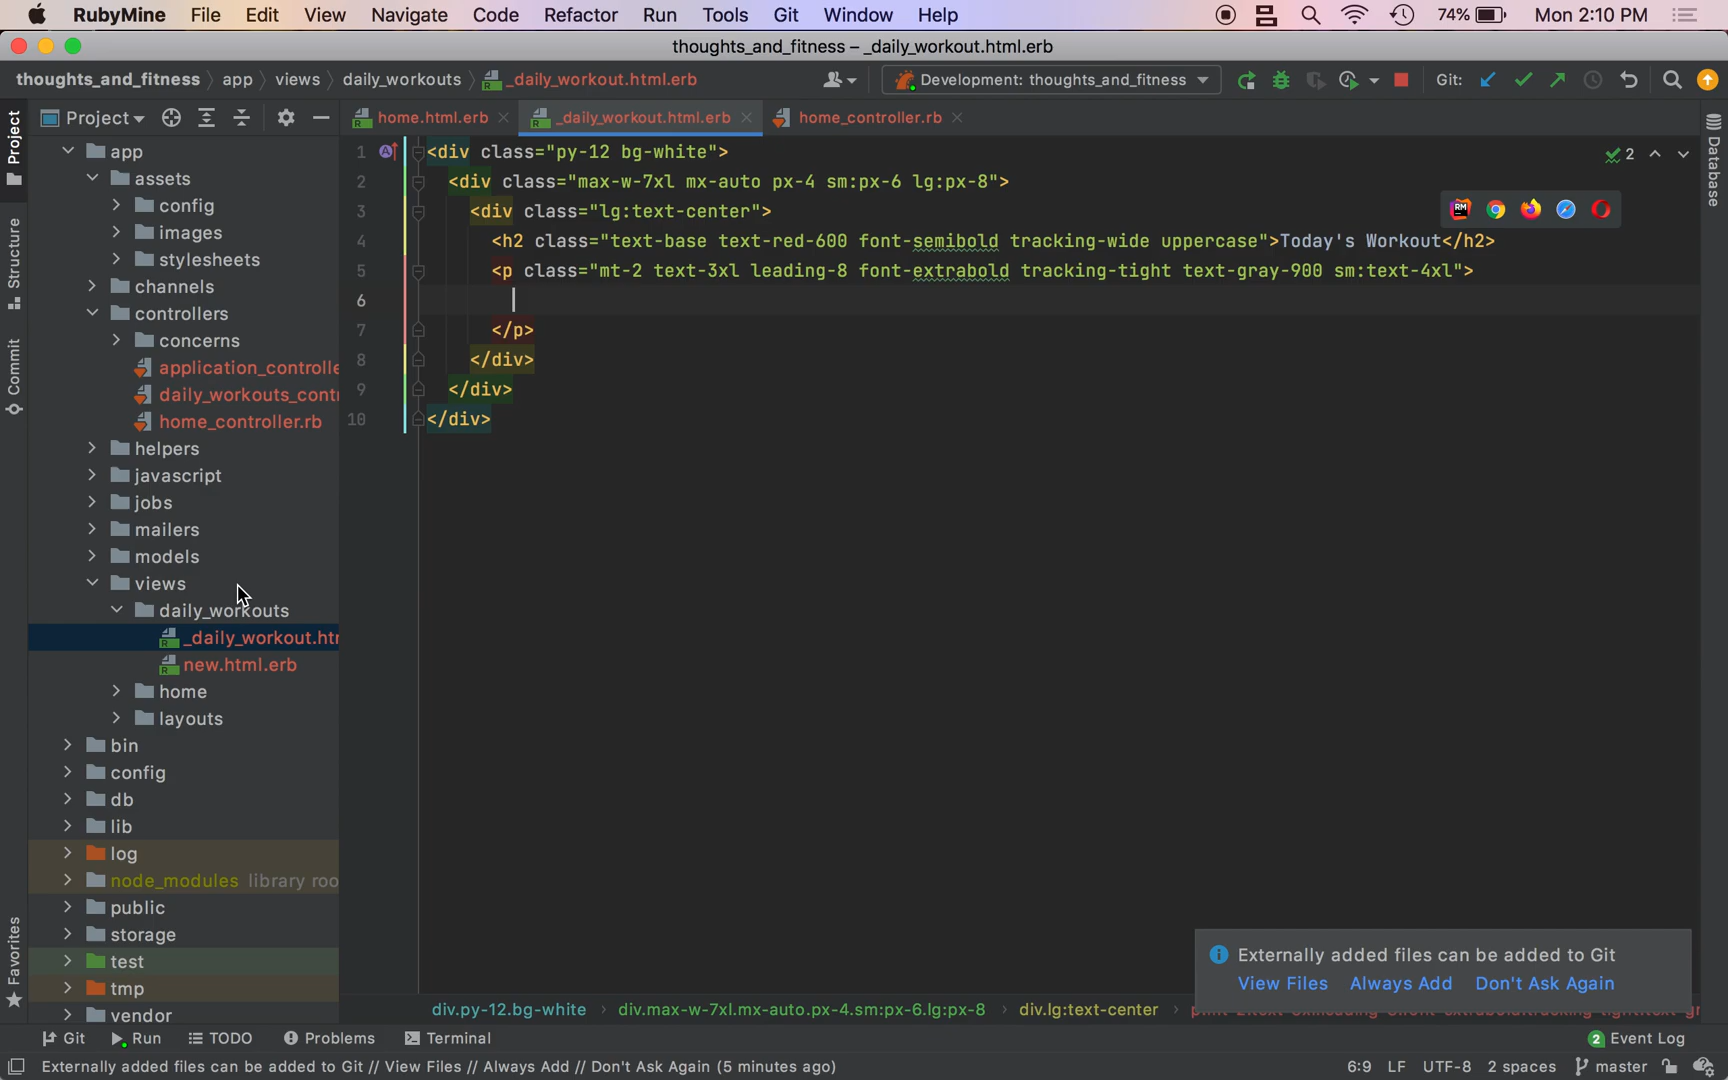 RubyMine File Edit View Navigate Code Refactor Run Tools Git Window Help 74% Mon 2:10 PM
thoughts_and_fitness – _daily_workout.html.erb
thoughts_and_fitness app views daily_workouts _daily_workout.html.erb Development: thoughts_and_fitness Git:
Project Project home.html.erb _daily_workout.html.erb home_controller.rb
Structure
Commit
Favorites
Database
app
assets
config
images
stylesheets
channels
controllers
concerns
application_controlle
daily_workouts_cont
home_controller.rb
helpers
javascript
jobs
mailers
models
views
daily_workouts
_daily_workout.ht
new.html.erb
home
layouts
bin
config
db
lib
log
node_modules library roo
public
storage
test
tmp
vendor
1 <div class="py-12 bg-white">
2 <div class="max-w-7xl mx-auto px-4 sm:px-6 lg:px-8">
3 <div class="lg:text-center">
4 <h2 class="text-base text-red-600 font-semibold tracking-wide uppercase">Today's Workout</h2>
5 <p class="mt-2 text-3xl leading-8 font-extrabold tracking-tight text-gray-900 sm:text-4xl">
6
7 </p>
8 </div>
9 </div>
10 </div>
2
Externally added files can be added to Git
View Files Always Add Don't Ask Again
div.py-12.bg-white div.max-w-7xl.mx-auto.px-4.sm:px-6.lg:px-8 div.lg:text-center
Git Run TODO Problems Terminal 2 Event Log
Externally added files can be added to Git // View Files // Always Add // Don't Ask Again (5 minutes ago) 6:9 LF UTF-8 2 spaces master